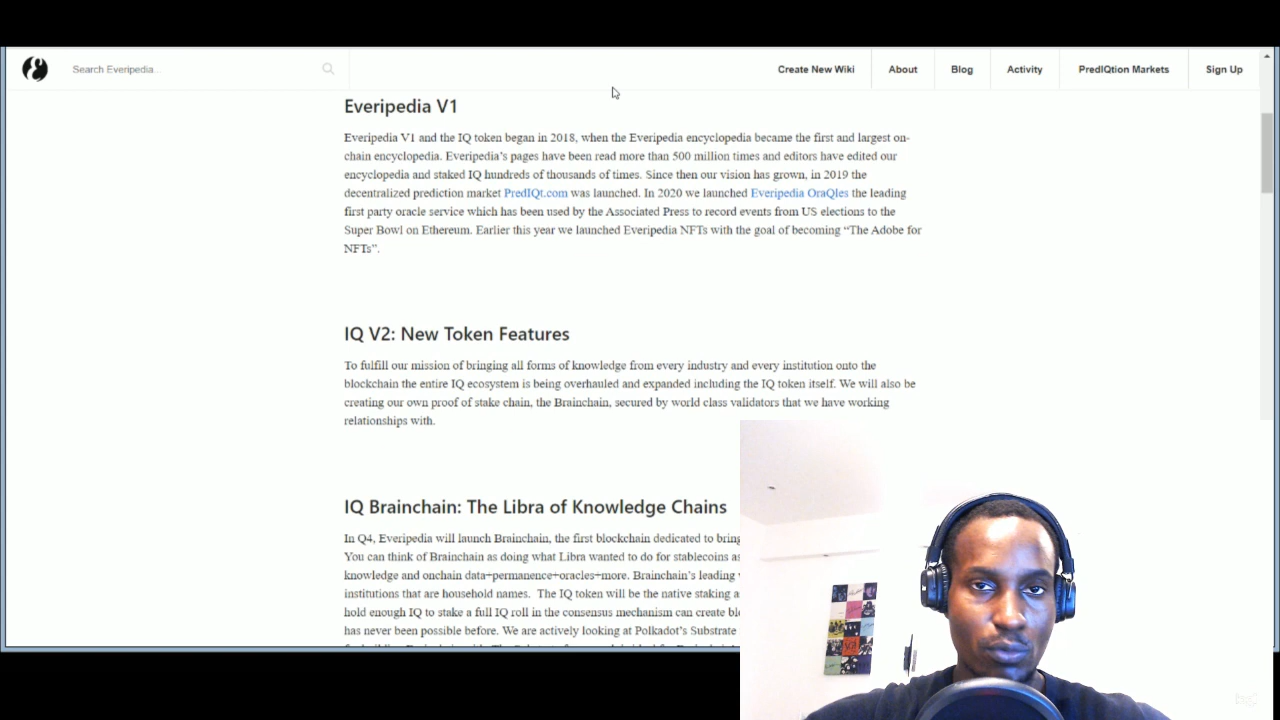 Search Everipedia...
Create New Wiki
About
Blog
Activity
PredIQtion Markets
Sign Up
Everipedia V1
Everipedia V1 and the IQ token began in 2018, when the Everipedia encyclopedia became the first and largest on-
chain encyclopedia. Everipedia's pages have been read more than 500 million times and editors have edited our
encyclopedia and staked IQ hundreds of thousands of times. Since then our vision has grown, in 2019 the
decentralized prediction market PredIQt.com was launched. In 2020 we launched Everipedia OraQles the leading
first party oracle service which has been used by the Associated Press to record events from US elections to the
Super Bowl on Ethereum. Earlier this year we launched Everipedia NFTs with the goal of becoming “The Adobe for
NFTs”.
IQ V2: New Token Features
To fulfill our mission of bringing all forms of knowledge from every industry and every institution onto the
blockchain the entire IQ ecosystem is being overhauled and expanded including the IQ token itself. We will also be
creating our own proof of stake chain, the Brainchain, secured by world class validators that we have working
relationships with.
IQ Brainchain: The Libra of Knowledge Chains
In Q4, Everipedia will launch Brainchain, the first blockchain dedicated to bring
You can think of Brainchain as doing what Libra wanted to do for stablecoins as
knowledge and onchain data+permanence+oracles+more. Brainchain's leading
institutions that are household names. The IQ token will be the native staking a
hold enough IQ to stake a full IQ roll in the consensus mechanism can create blo
has never been possible before. We are actively looking at Polkadot's Substrate